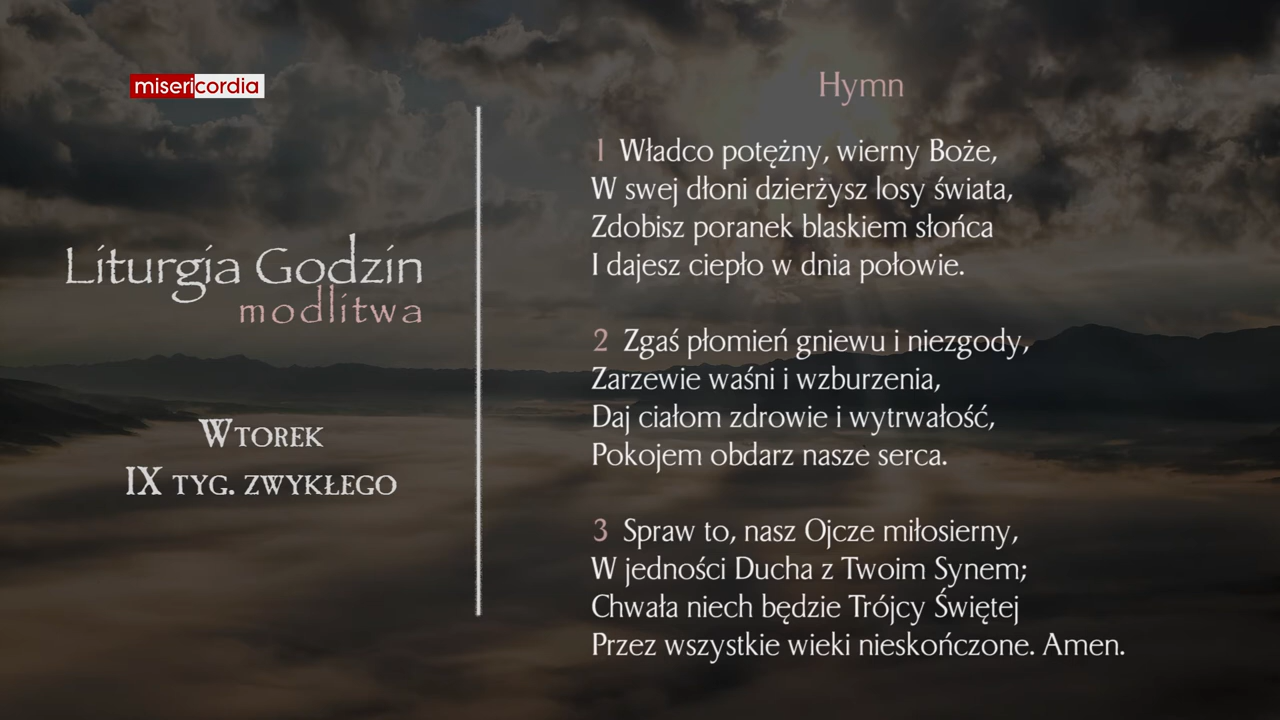 misericordia
Liturgia Godzin
modlitwa
Wtorek
IX tyg. zwykłego
Hymn
1 Władco potężny, wierny Boże,
W swej dłoni dzierżysz losy świata,
Zdobisz poranek blaskiem słońca
I dajesz ciepło w dnia połowie.
2 Zgaś płomień gniewu i niezgody,
Zarzewie waśni i wzburzenia,
Daj ciałom zdrowie i wytrwałość,
Pokojem obdarz nasze serca.
3 Spraw to, nasz Ojcze miłosierny,
W jedności Ducha z Twoim Synem;
Chwała niech będzie Trójcy Świętej
Przez wszystkie wieki nieskończone. Amen.